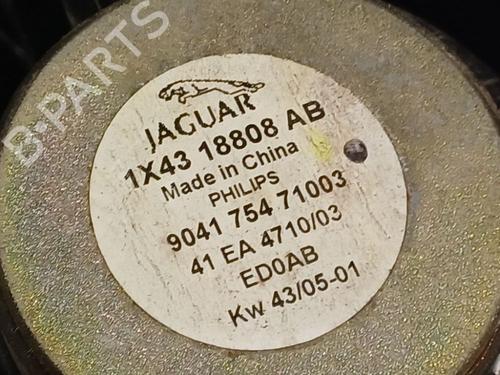 B-PARTS
JAGUAR
1X43 18808 AB
Made in China
PHILIPS
9041 754 71003
41 EA 4710/03
ED0AB
Kw 43/05-01